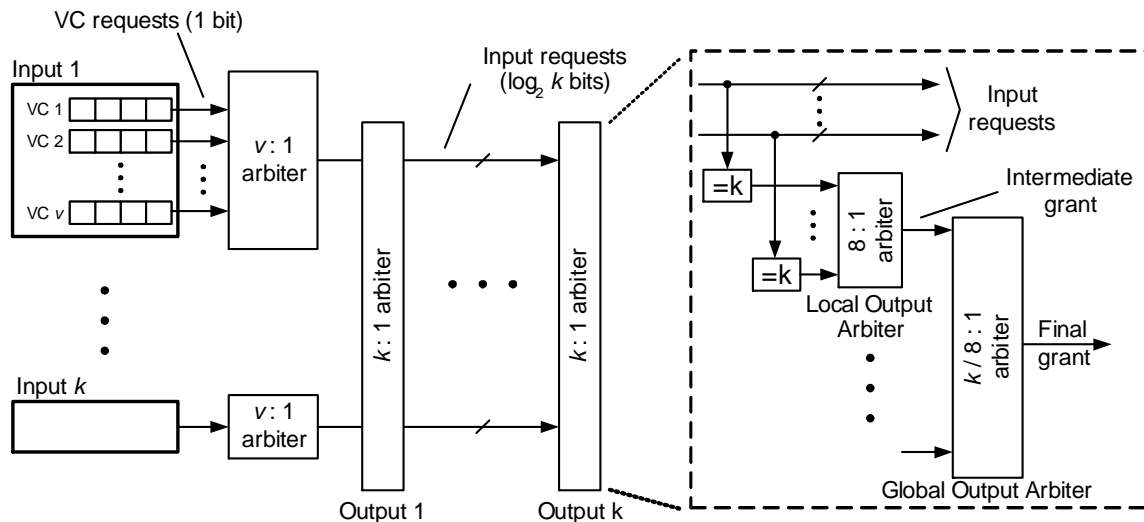 VC requests (1 bit)
Input 1
VC 1
VC 2
VC v
v : 1
arbiter
Input requests
(log2 k bits)
k : 1 arbiter
k : 1 arbiter
Input k
v : 1
arbiter
Output 1
Output k
Input
requests
=k
=k
8 : 1
arbiter
Intermediate
grant
Local Output
Arbiter
k / 8 : 1
arbiter
Final
grant
Global Output Arbiter